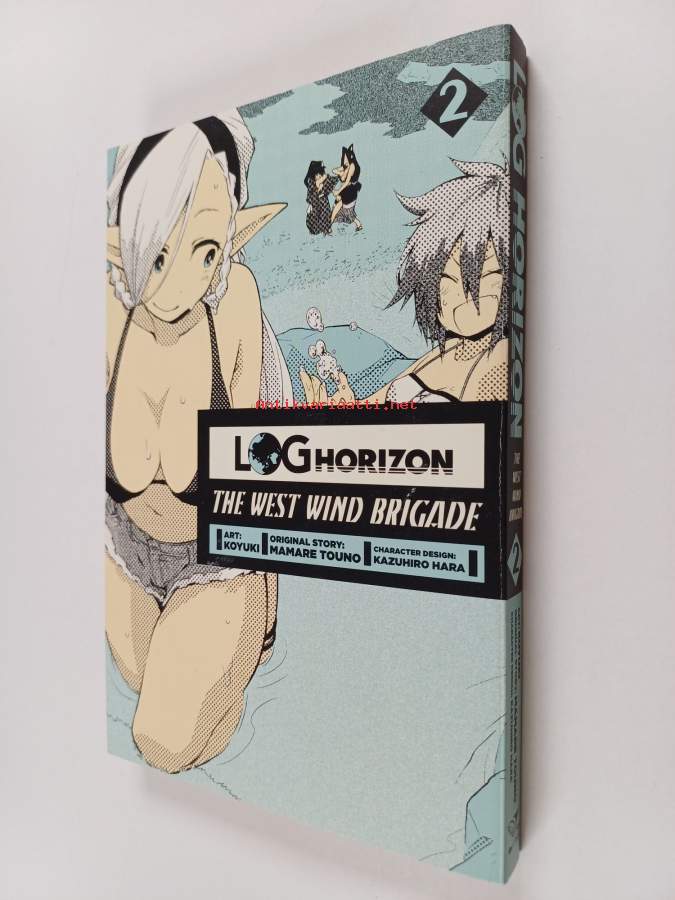 2
Antikvariaatti.net
LOG HORIZON
THE WEST WIND BRIGADE
ART:
KOYUKI
ORIGINAL STORY:
MAMARE TOUNO
CHARACTER DESIGN:
KAZUHIRO HARA
LOG HORIZON
THE
WEST
WIND
BRIGADE
2